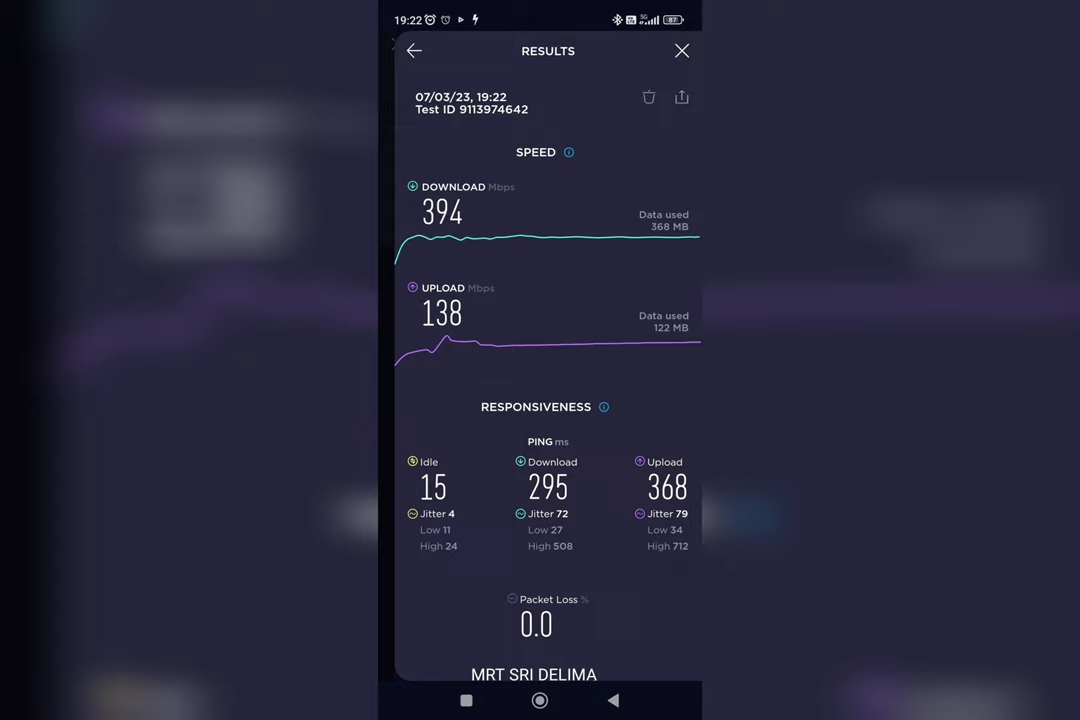 19:22
5G
87
RESULTS
07/03/23, 19:22
Test ID 9113974642
SPEED
DOWNLOAD Mbps
394
Data used
368 MB
UPLOAD Mbps
138
Data used
122 MB
RESPONSIVENESS
PING ms
Idle Download Upload
15 295 368
Jitter 4 Jitter 72 Jitter 79
Low 11 Low 27 Low 34
High 24 High 508 High 712
Packet Loss %
0.0
MRT SRI DELIMA